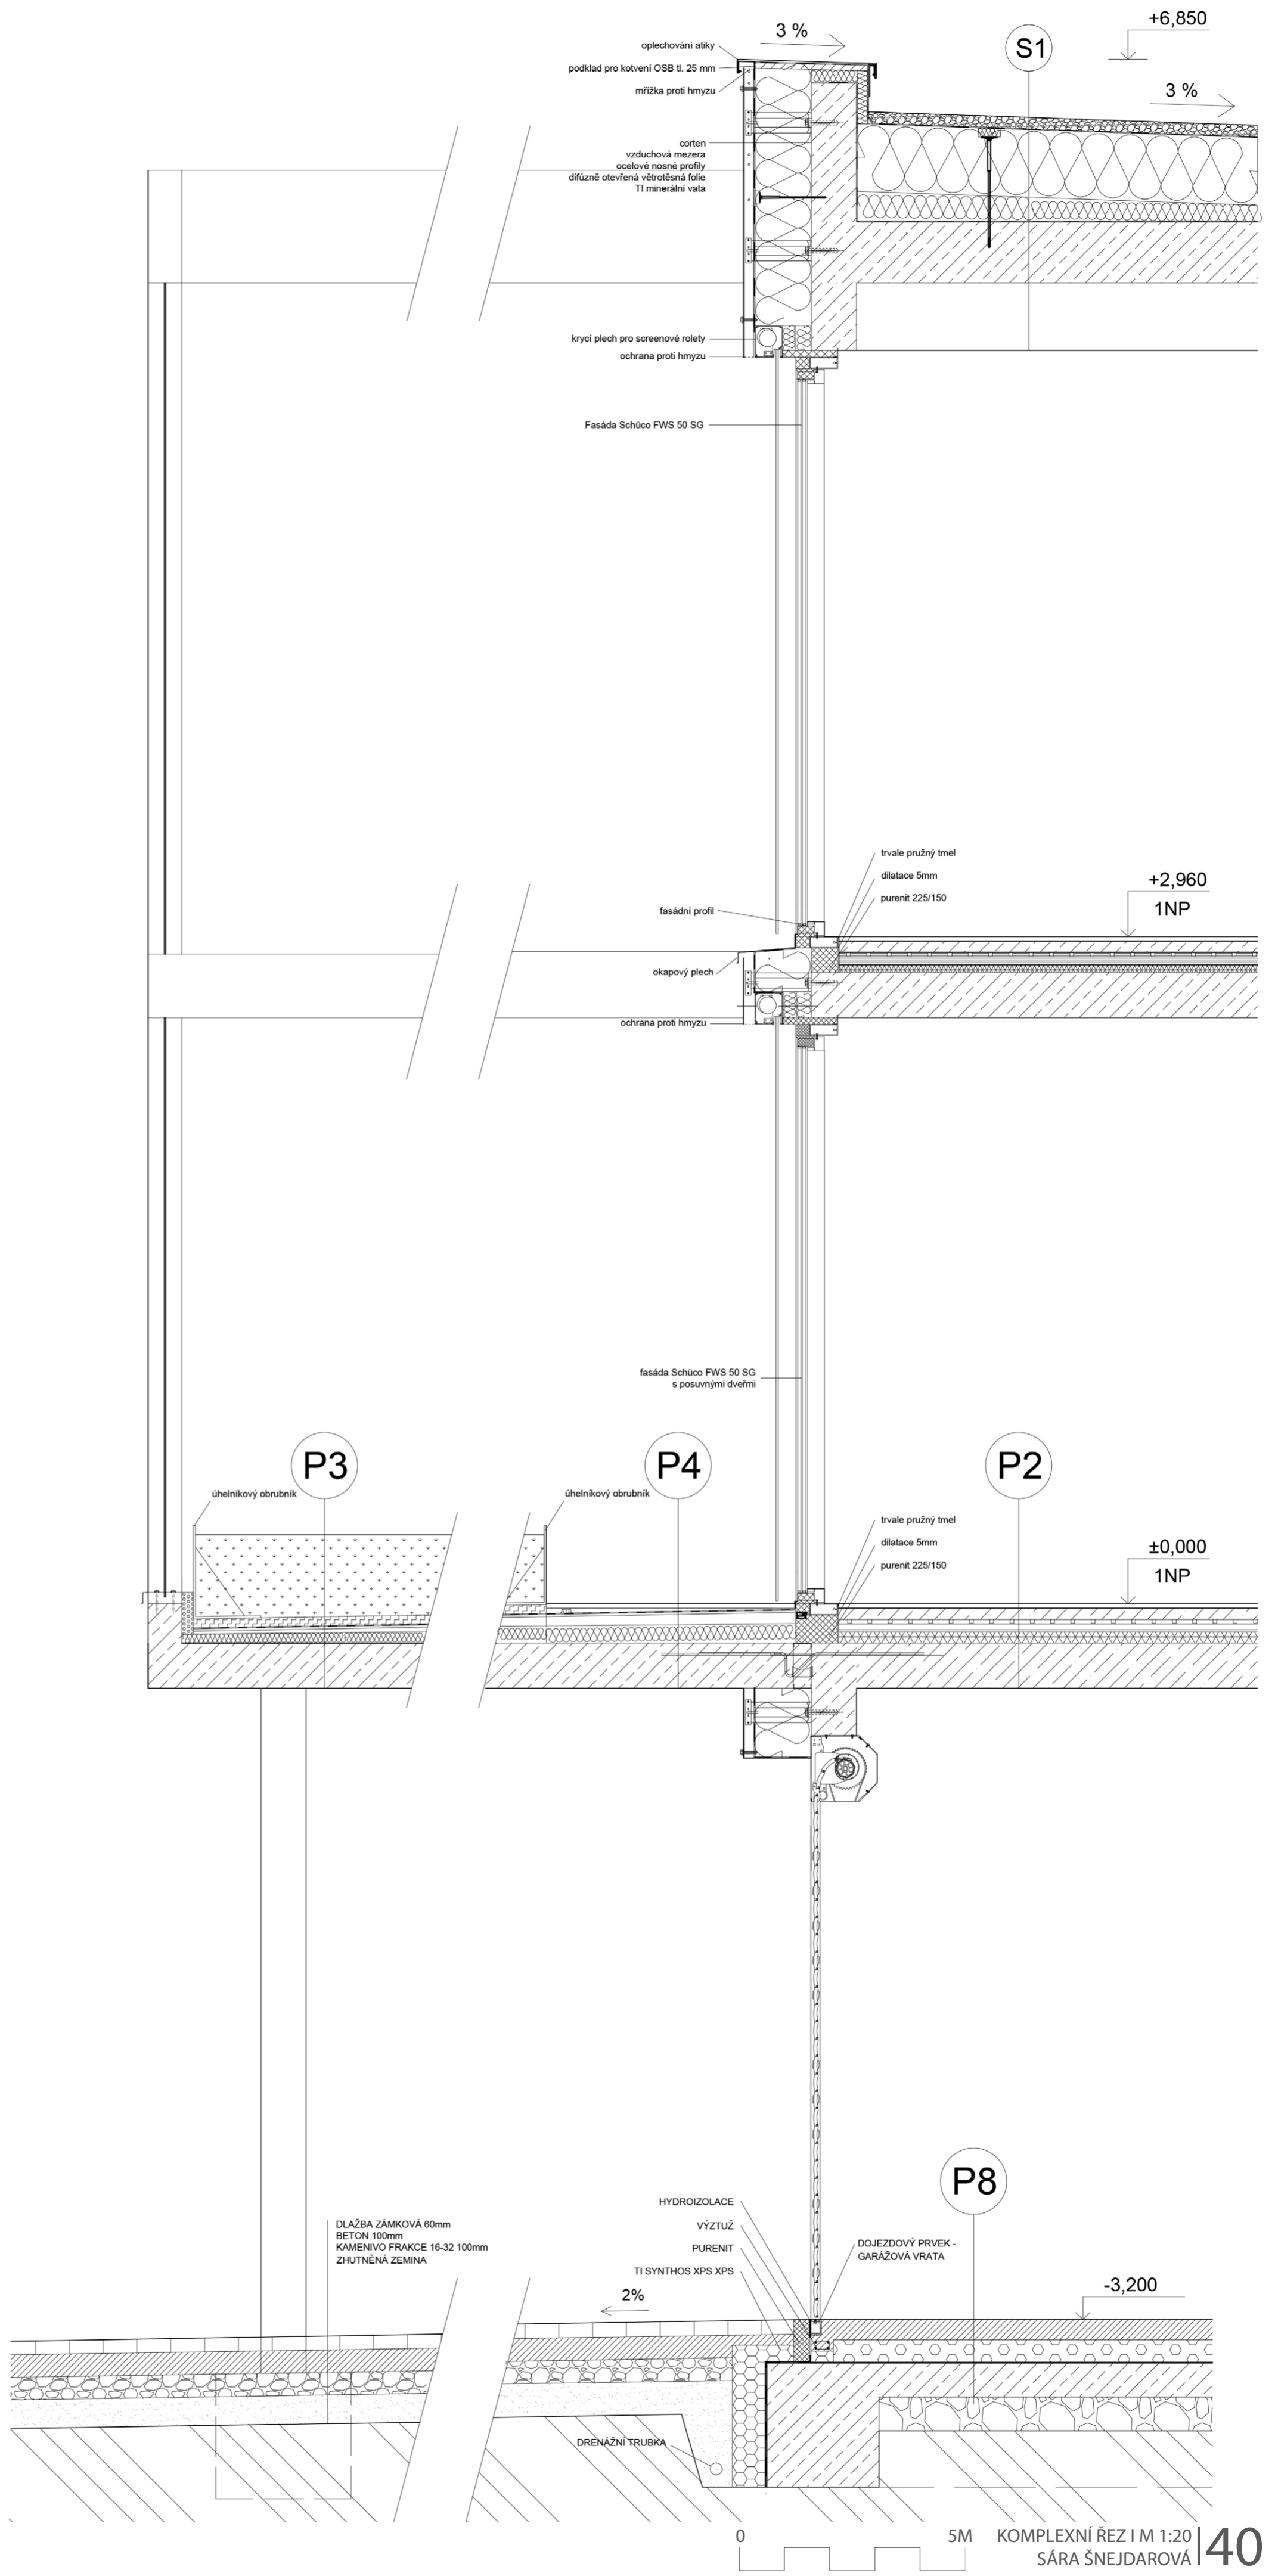 +6,850
3 %
S1
oplechování atiky
podklad pro kotvení OSB tl. 25 mm
mřížka proti hmyzu
3 %
corten
vzduchová mezera
ocelové nosné profily
difúzně otevřená větrotěsná folie
TI minerální vata
krycí plech pro screenové rolety
ochrana proti hmyzu
Fasáda Schüco FWS 50 SG
trvale pružný tmel
dilatace 5mm
purenit 225/150
+2,960
1NP
fasádní profil
okapový plech
ochrana proti hmyzu
fasáda Schüco FWS 50 SG
s posuvnými dveřmi
P3
P4
P2
úhelníkový obrubník
úhelníkový obrubník
trvale pružný tmel
dilatace 5mm
purenit 225/150
±0,000
1NP
P8
HYDROIZOLACE
VÝZTUŽ
PURENIT
TI SYNTHOS XPS XPS
DLAŽBA ZÁMKOVÁ 60mm
BETON 100mm
KAMENIVO FRAKCE 16-32 100mm
ZHUTNĚNÁ ZEMINA
DOJEZDOVÝ PRVEK -
GARÁŽOVÁ VRATA
2%
-3,200
DRENÁŽNÍ TRUBKA
0
5M
KOMPLEXNÍ ŘEZ I M 1:20
SÁRA ŠNEJDAROVÁ
40